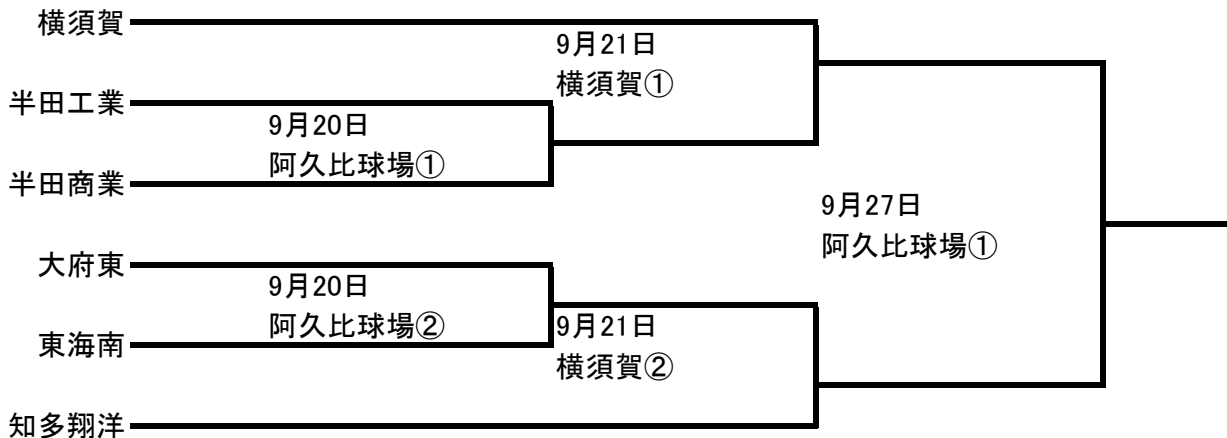 横須賀
9月21日
横須賀①
半田工業
9月20日
阿久比球場①
半田商業
9月27日
阿久比球場①
大府東
9月20日
阿久比球場②
9月21日
横須賀②
東海南
知多翔洋